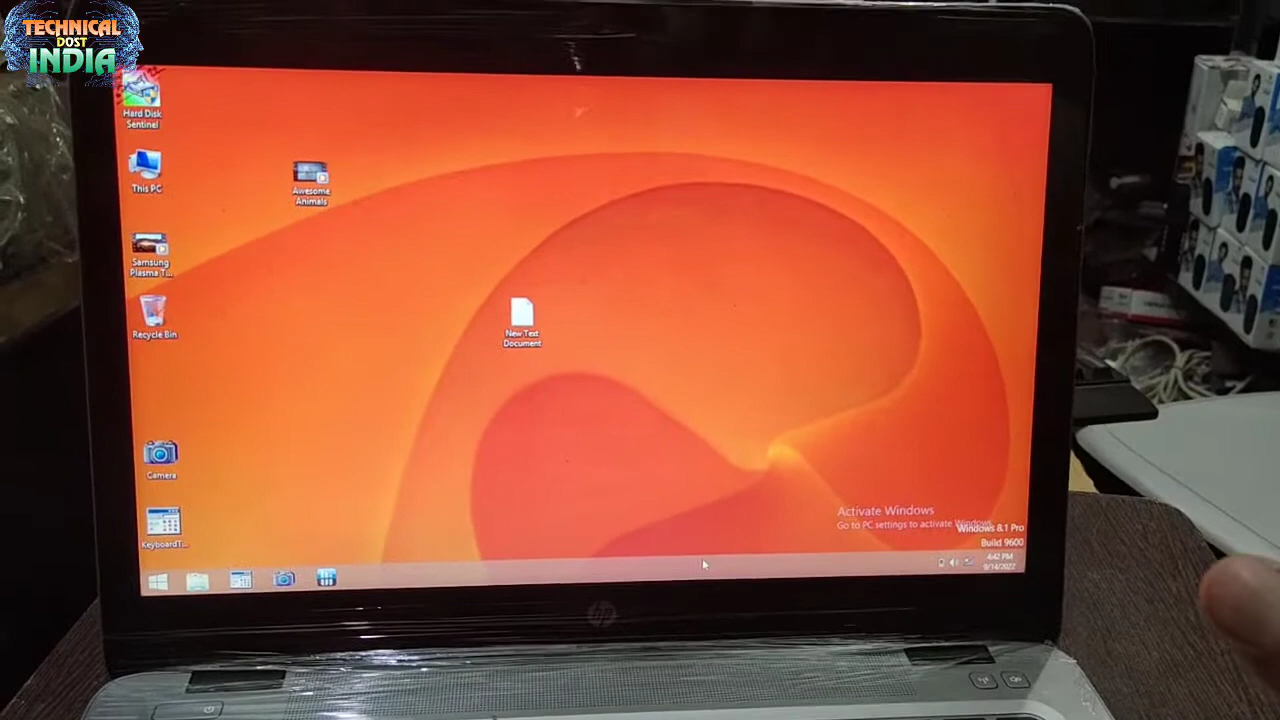 TECHNICAL
DOST
INDIA
Hard Disk
Sentinel
This PC
Awesome
Animals
Samsung
Plasma T...
Recycle Bin
New Text
Document
Camera
KeyboardT...
Activate Windows
Go to PC settings to activate Windows.
Windows 8.1 Pro
Build 9600
4:42 PM
9/14/2022
hp